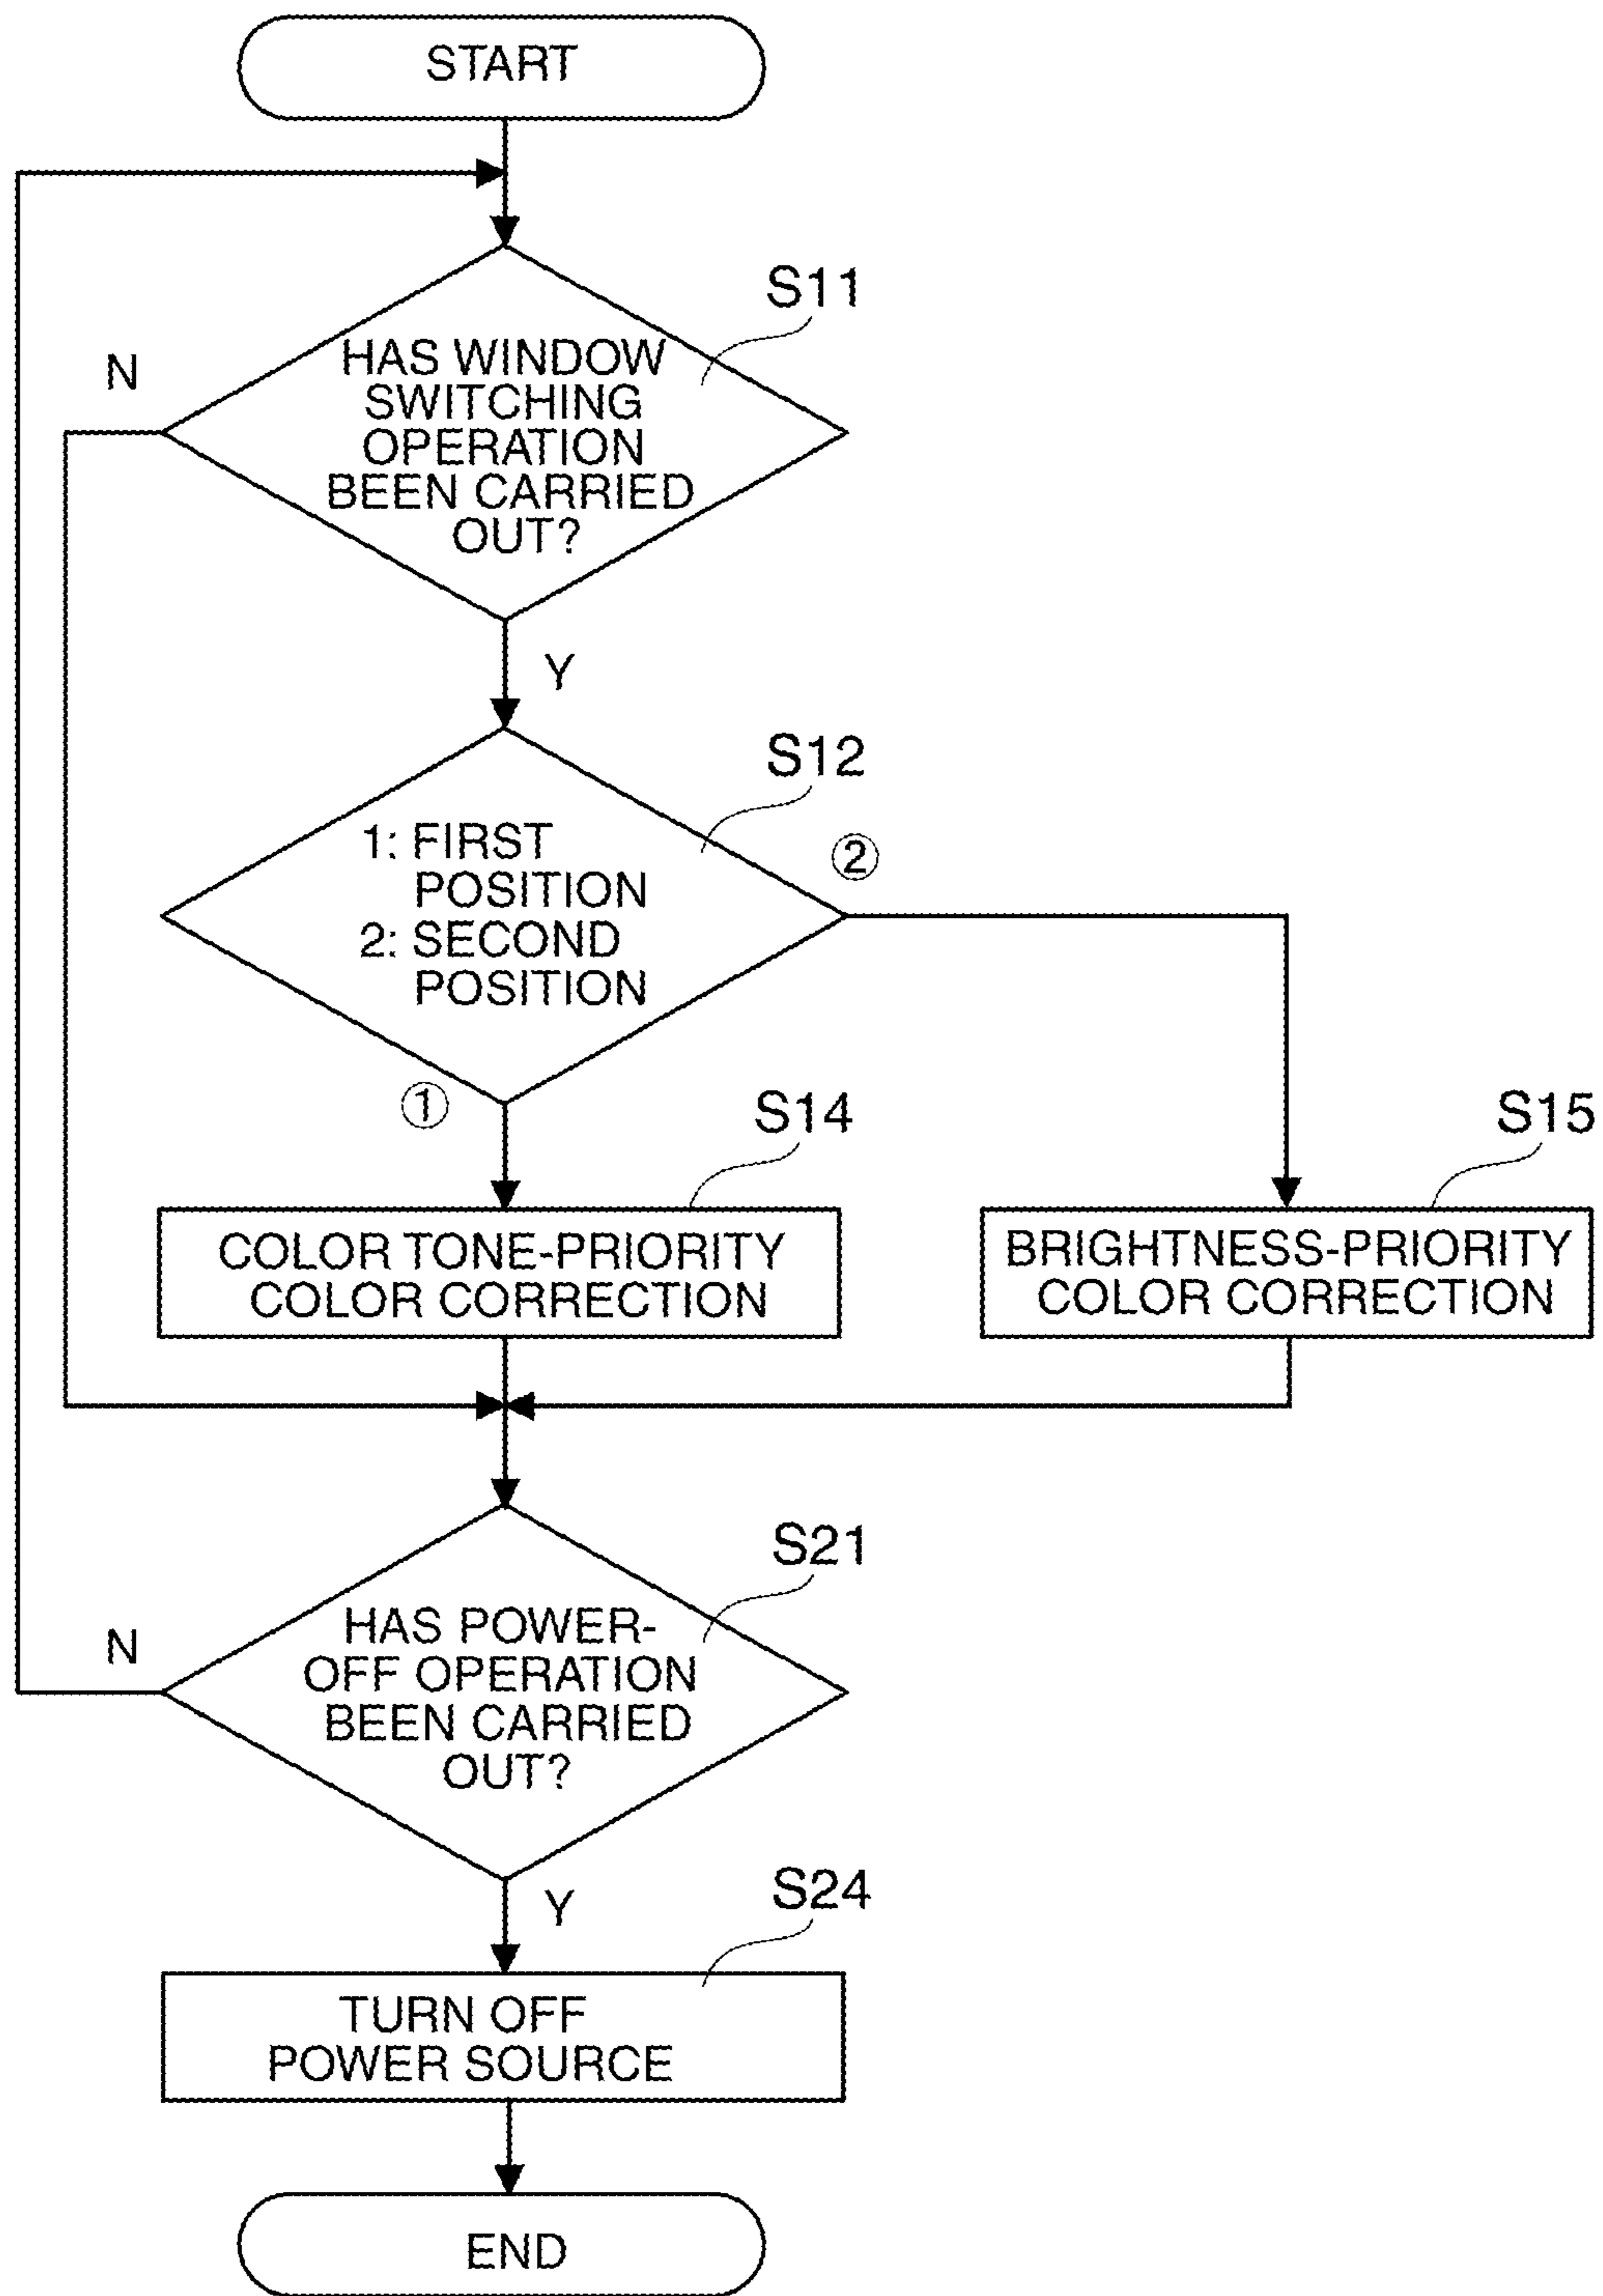 START
S11
N
HAS WINDOW
SWITCHING
OPERATION
BEEN CARRIED
OUT?
Y
S12
1: FIRST
POSITION
2: SECOND
POSITION
②
①
S14
S15
COLOR TONE-PRIORITY
COLOR CORRECTION
BRIGHTNESS-PRIORITY
COLOR CORRECTION
S21
N
HAS POWER-
OFF OPERATION
BEEN CARRIED
OUT?
Y
S24
TURN OFF
POWER SOURCE
END